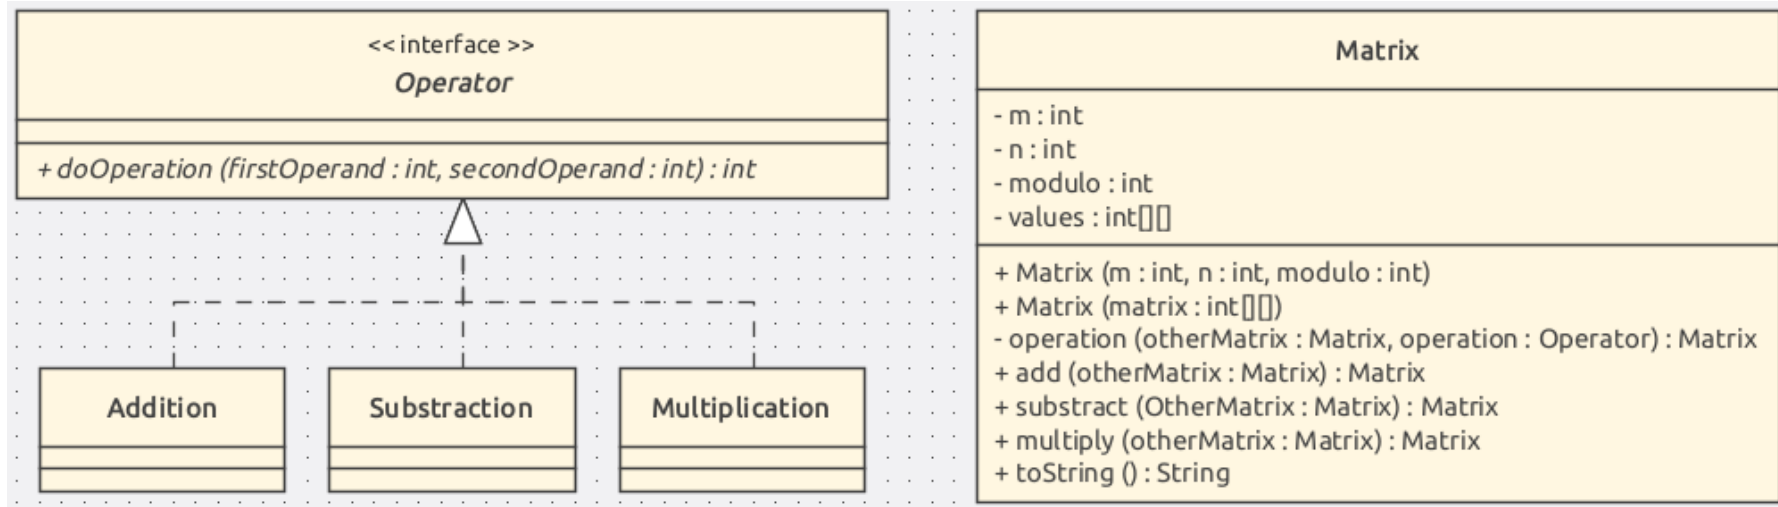 << interface >>
Operator
+ doOperation (firstOperand : int, secondOperand : int) : int
Addition
Substraction
Multiplication
Matrix
- m : int
- n : int
- modulo : int
- values : int[][]
+ Matrix (m : int, n : int, modulo : int)
+ Matrix (matrix : int[][])
- operation (otherMatrix : Matrix, operation : Operator) : Matrix
+ add (otherMatrix : Matrix) : Matrix
+ substract (OtherMatrix : Matrix) : Matrix
+ multiply (otherMatrix : Matrix) : Matrix
+ toString () : String